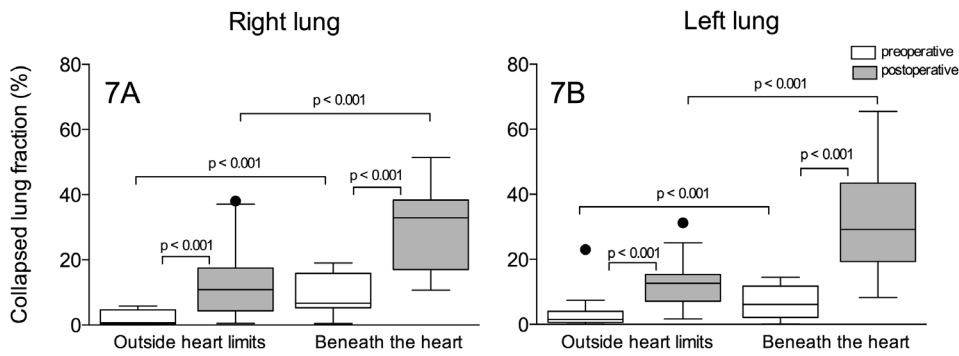 Right lung
Left lung
preoperative
postoperative
Collapsed lung fraction (%)
80
60
40
20
0
7A
p < 0.001
p < 0.001
p < 0.001
p < 0.001
Outside heart limits
Beneath the heart
80
60
40
20
0
7B
p < 0.001
p < 0.001
p < 0.001
p < 0.001
Outside heart limits
Beneath the heart